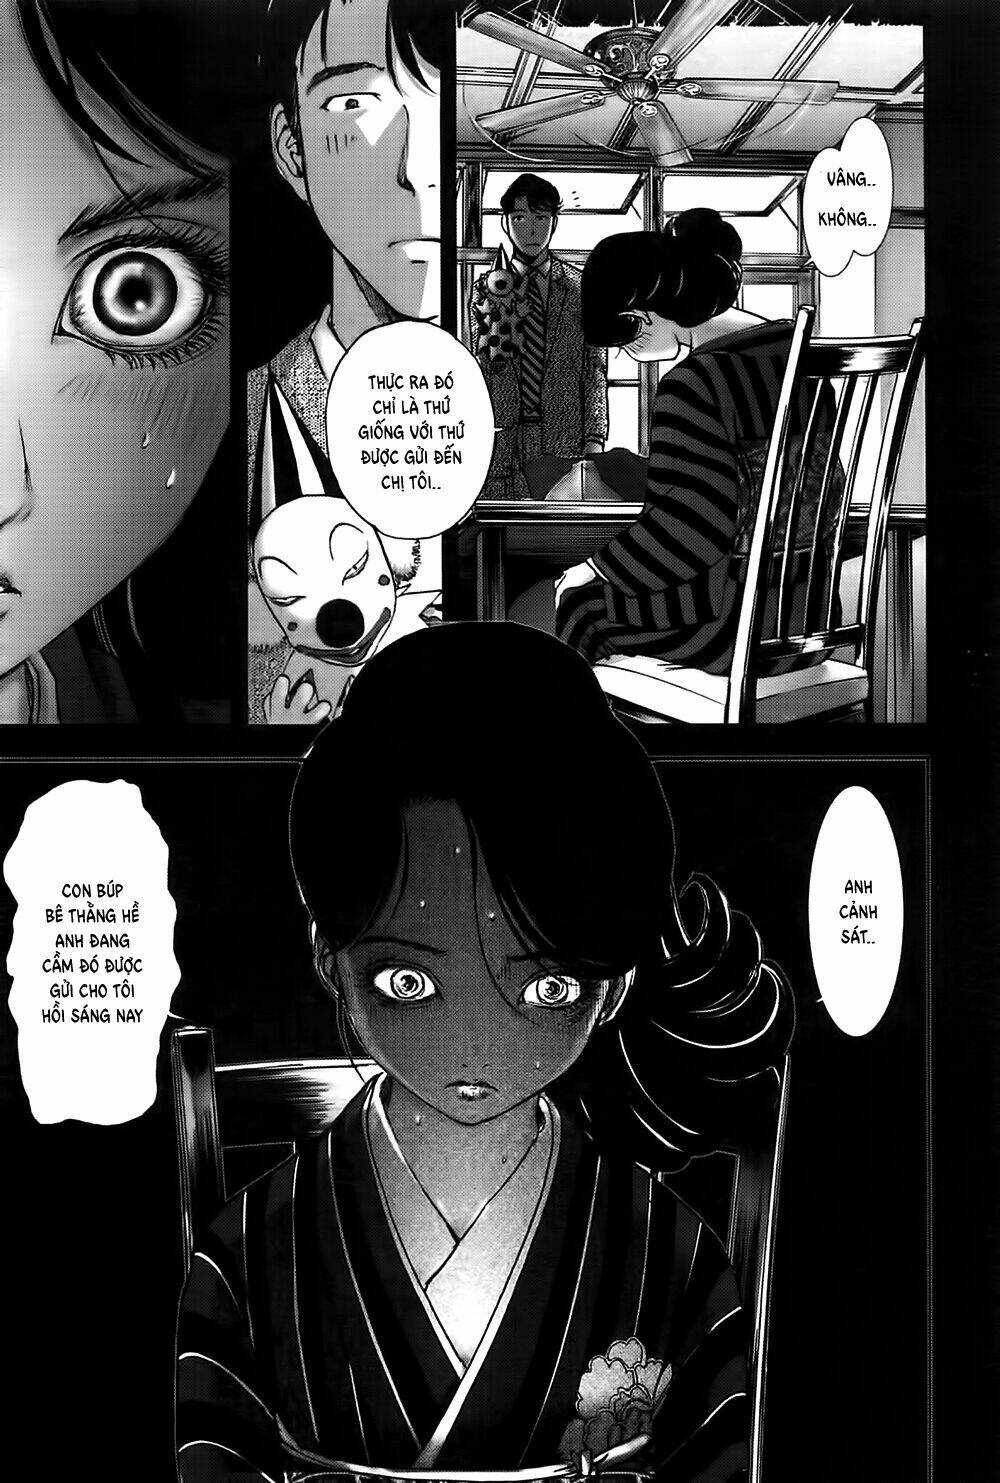 VÂNG..
KHÔNG..
THỰC RA ĐÓ
CHỈ LÀ THỨ
GIỐNG VỚI THỨ
ĐƯỢC GỬI ĐẾN
CHỊ TÔI..
ANH
CẢNH
SÁT..
CON BÚP
BÊ THẰNG HỀ
ANH ĐANG
CẦM ĐÓ ĐƯỢC
GỬI CHO TÔI
HỒI SÁNG NAY